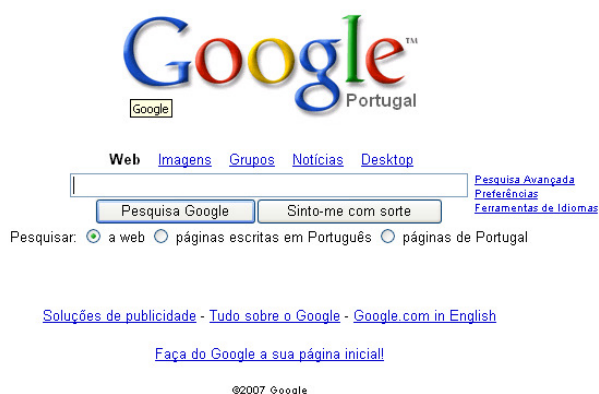 Google™
Portugal
Google
Web Imagens Grupos Notícias Desktop
Pesquisa Avançada
Preferências
Ferramentas de Idiomas
Pesquisa Google Sinto-me com sorte
Pesquisar: a web páginas escritas em Português páginas de Portugal
Soluções de publicidade - Tudo sobre o Google - Google.com in English
Faça do Google a sua página inicial!
©2007 Google